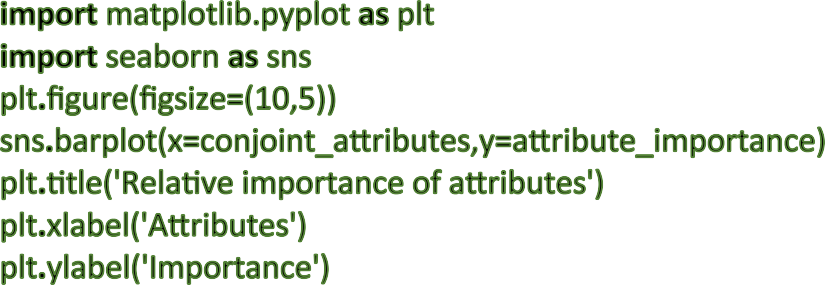 import matplotlib.pyplot as plt
import seaborn as sns
plt.figure(figsize=(10,5))
sns.barplot(x=conjoint_attributes,y=attribute_importance)
plt.title('Relative importance of attributes')
plt.xlabel('Attributes')
plt.ylabel('Importance')